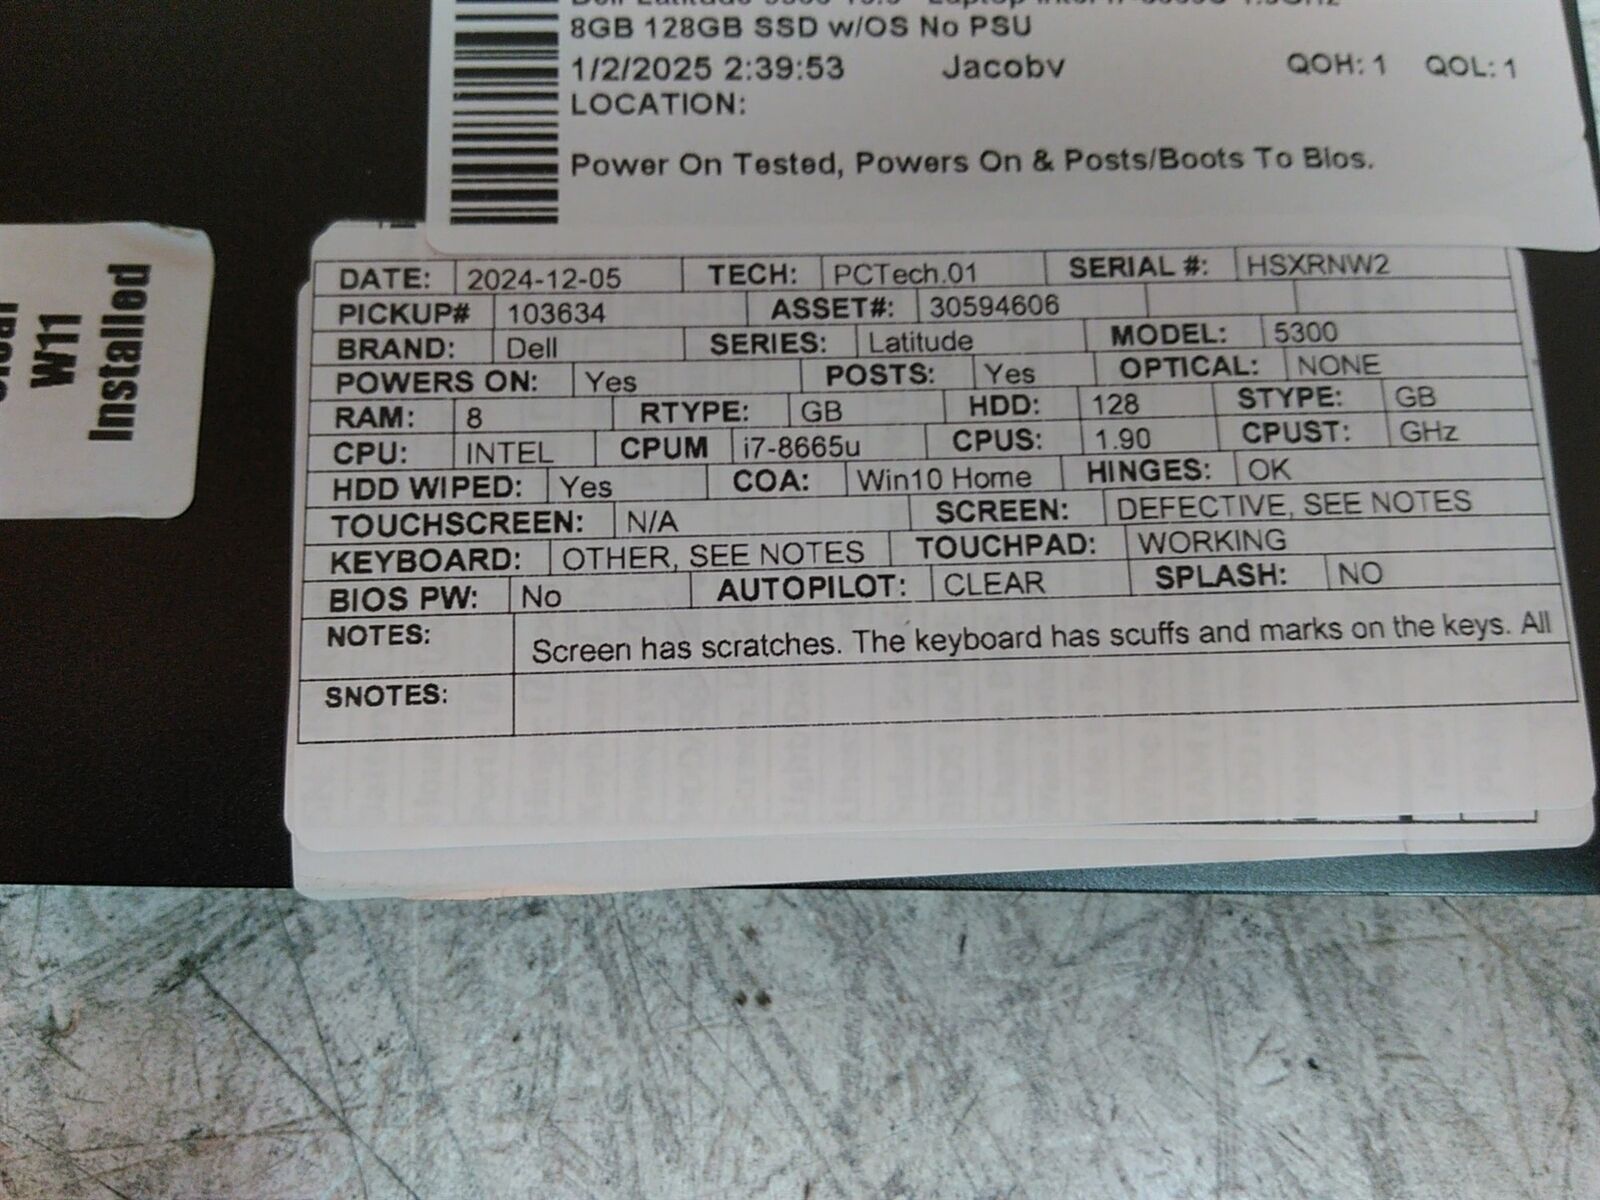 8GB 128GB SSD w/OS No PSU
1/2/2025 2:39:53 Jacobv QOH: 1 QOL: 1
LOCATION:
Power On Tested, Powers On & Posts/Boots To Bios.
W11
Installed
DATE: 2024-12-05 TECH: PCTech.01 SERIAL #: HSXRNW2
PICKUP# 103634 ASSET#: 30594606
BRAND: Dell SERIES: Latitude MODEL: 5300
POWERS ON: Yes POSTS: Yes OPTICAL: NONE
RAM: 8 RTYPE: GB HDD: 128 STYPE: GB
CPU: INTEL CPUM i7-8665u CPUS: 1.90 CPUST: GHz
HDD WIPED: Yes COA: Win10 Home HINGES: OK
TOUCHSCREEN: N/A SCREEN: DEFECTIVE, SEE NOTES
KEYBOARD: OTHER, SEE NOTES TOUCHPAD: WORKING
BIOS PW: No AUTOPILOT: CLEAR SPLASH: NO
NOTES: Screen has scratches. The keyboard has scuffs and marks on the keys. All
SNOTES: